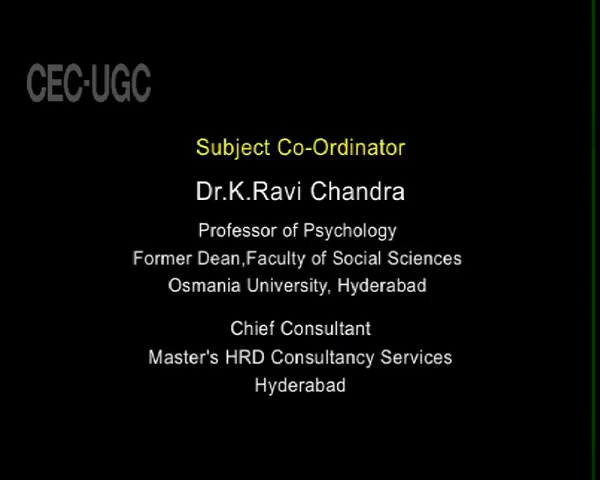 CEC-UGC
Subject Co-Ordinator
Dr.K.Ravi Chandra
Professor of Psychology
Former Dean,Faculty of Social Sciences
Osmania University, Hyderabad
Chief Consultant
Master's HRD Consultancy Services
Hyderabad